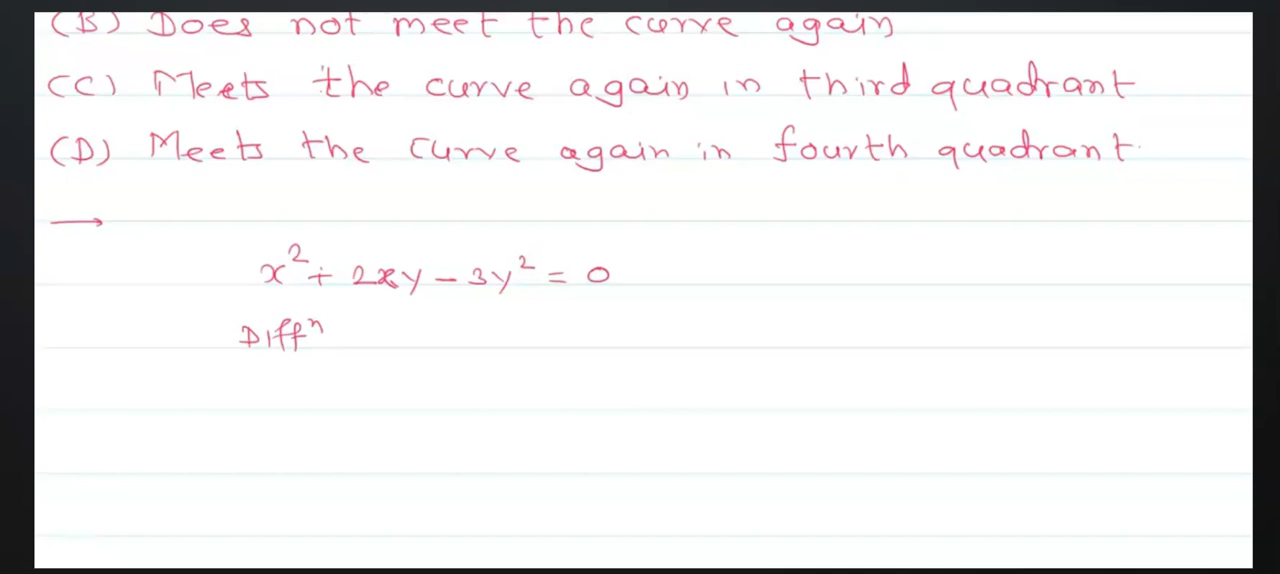 (B) Does not meet the curve again
(C) Meets the curve again in third quadrant
(D) Meets the curve again in fourth quadrant.
→
x² + 2xy - 3y² = 0
Diffⁿ